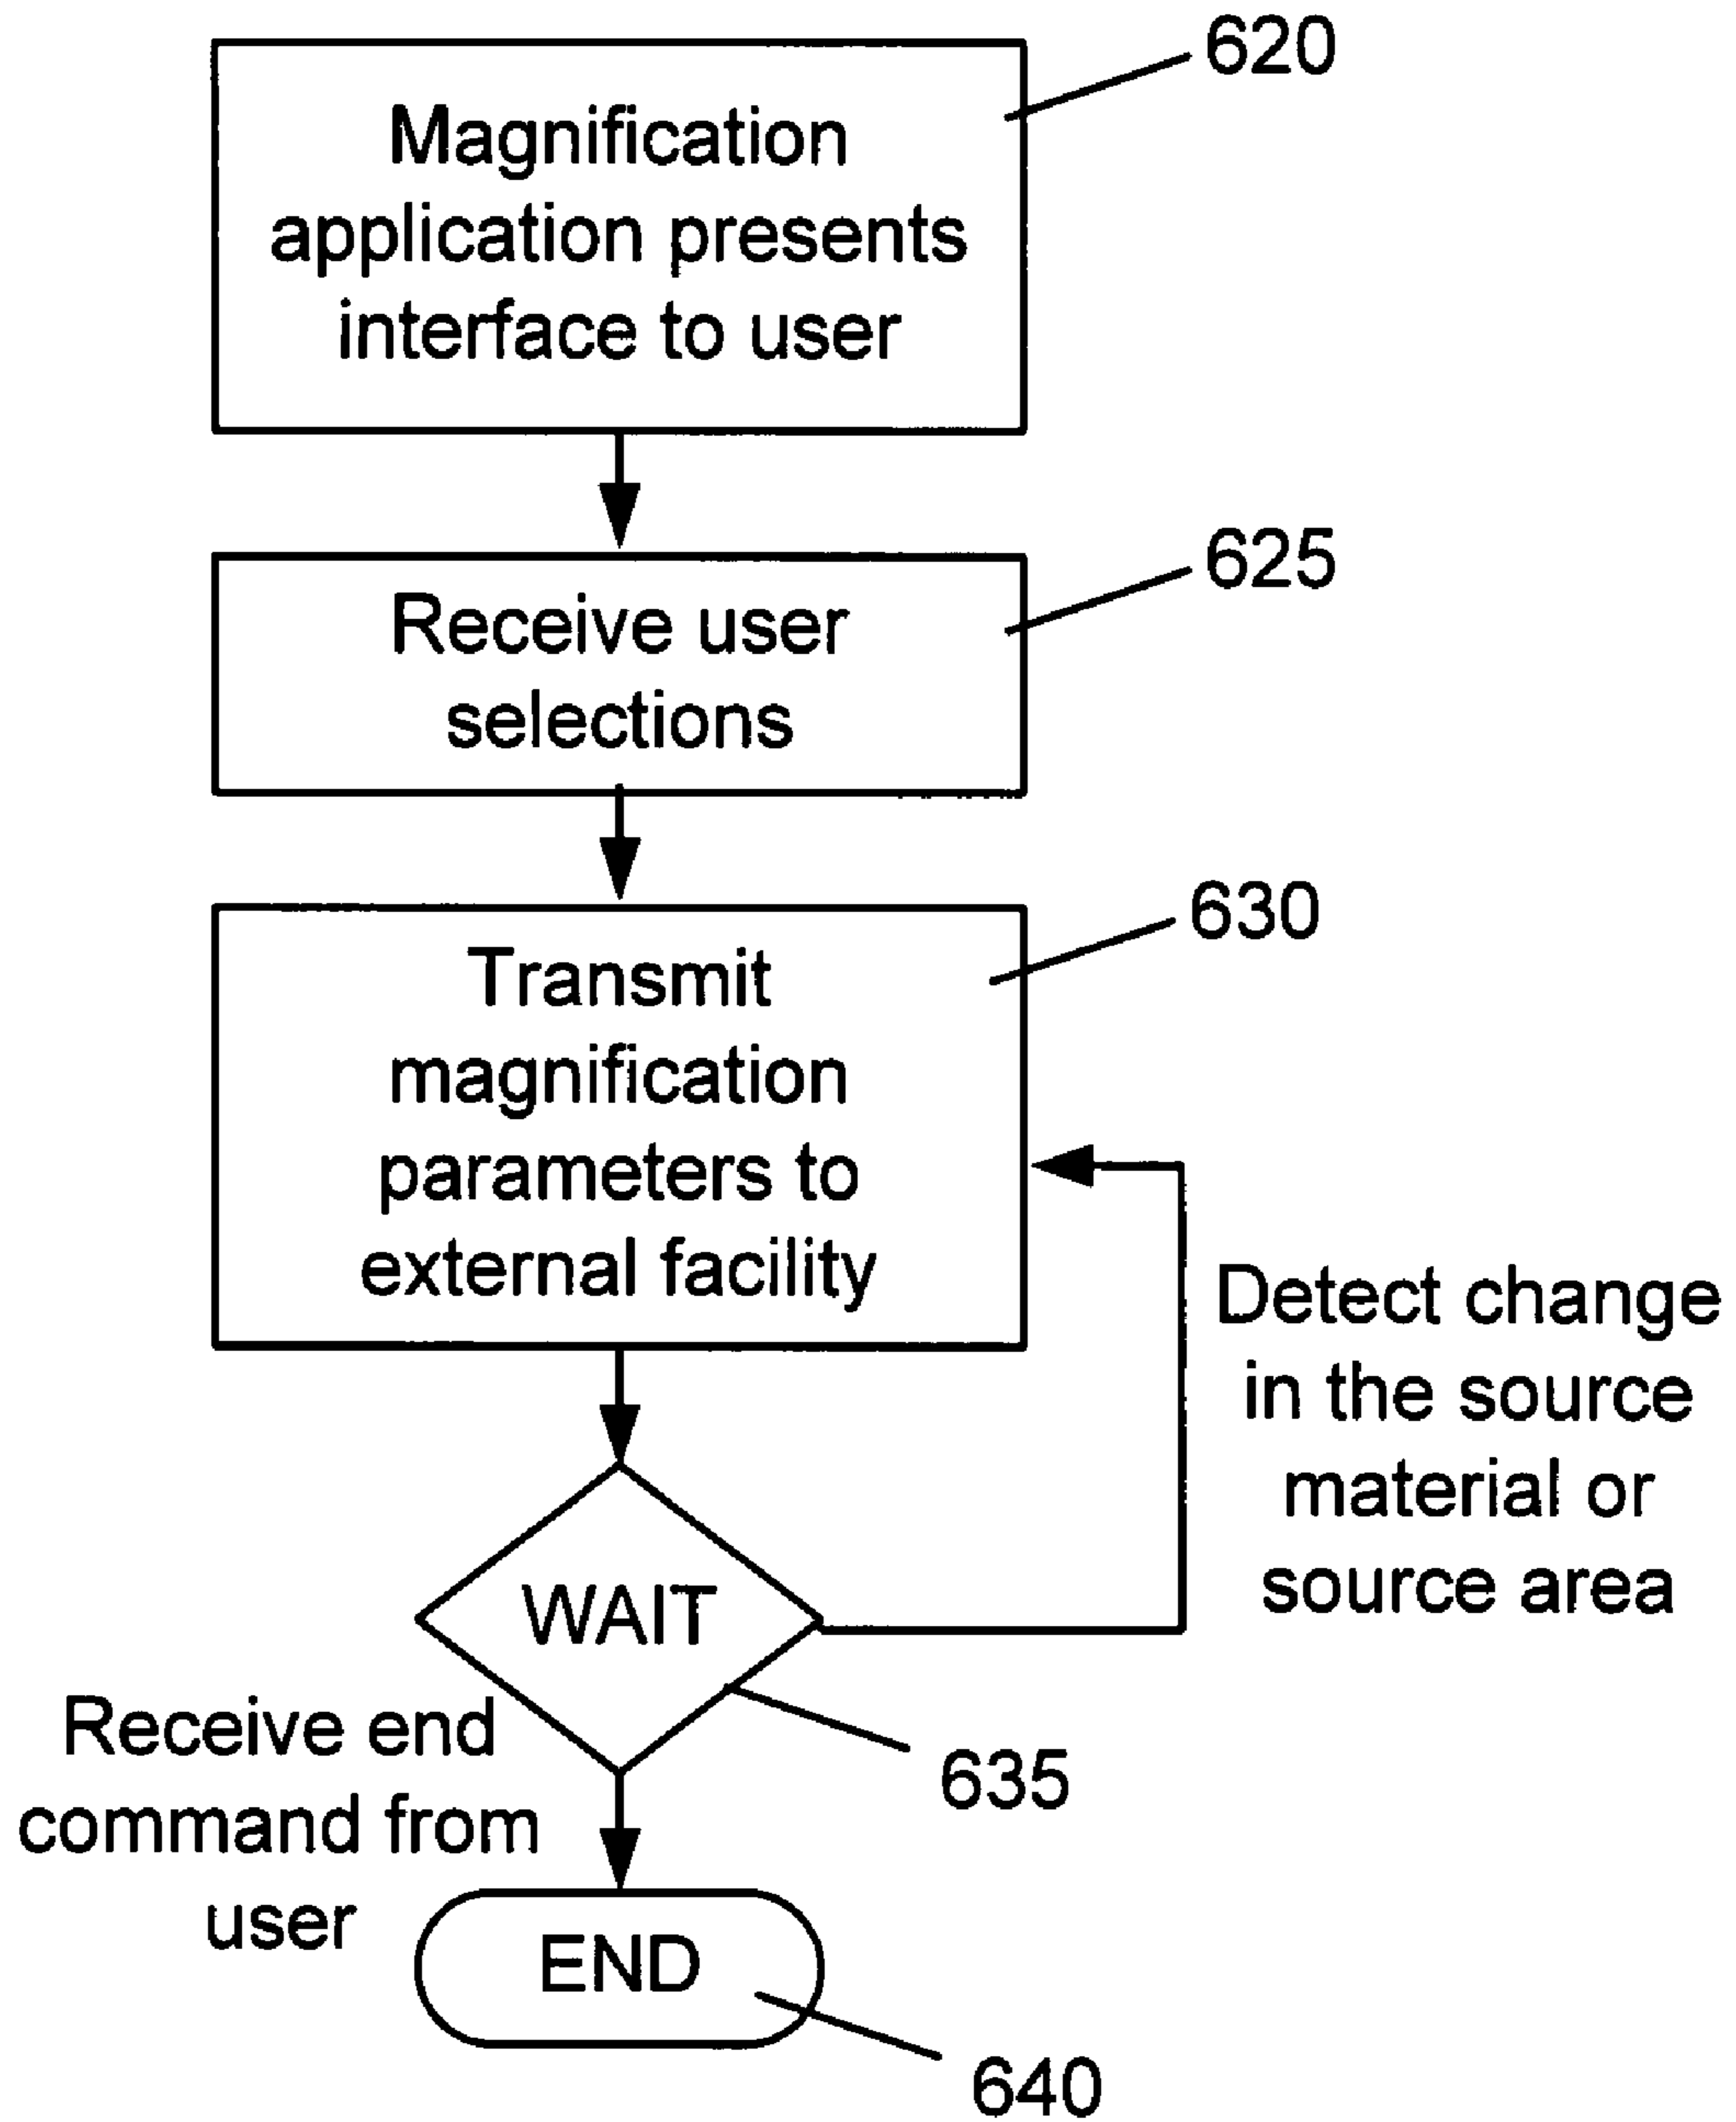 620
Magnification
application presents
interface to user
625
Receive user
selections
630
Transmit
magnification
parameters to
external facility
Detect change
in the source
material or
source area
WAIT
635
Receive end
command from
user
END
640